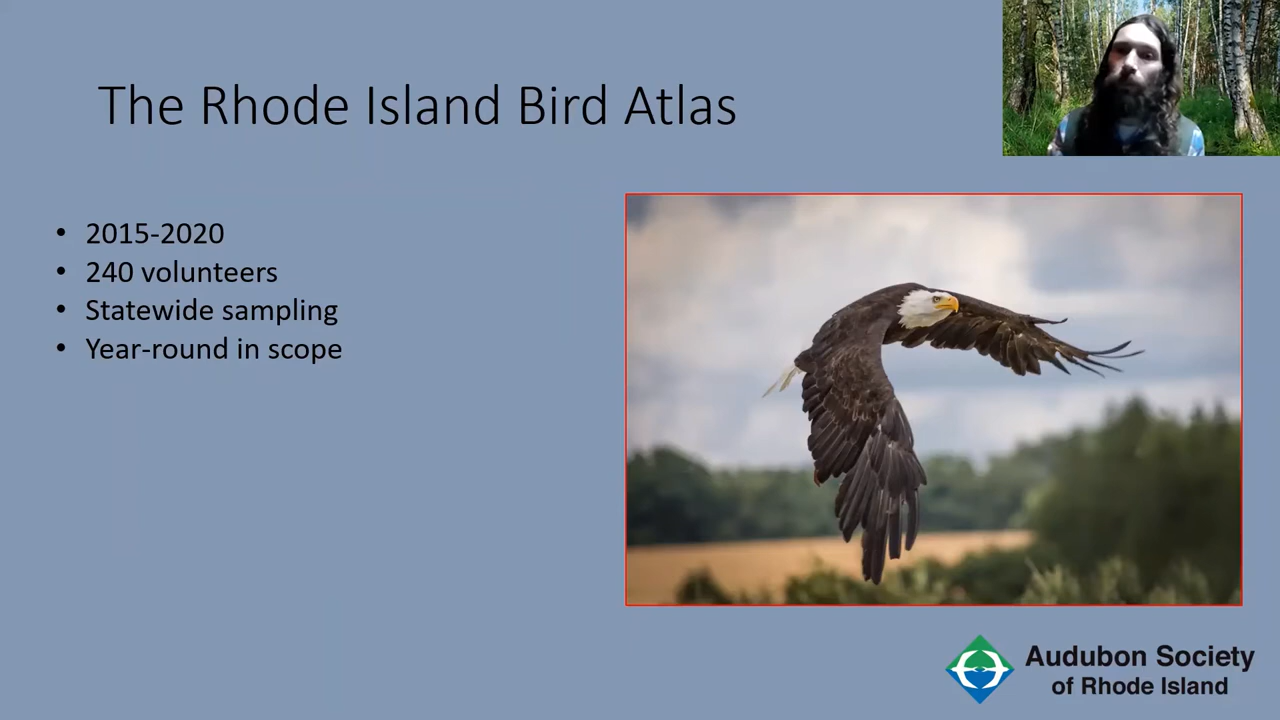 The Rhode Island Bird Atlas
• 2015-2020
• 240 volunteers
• Statewide sampling
• Year-round in scope
Audubon Society
of Rhode Island